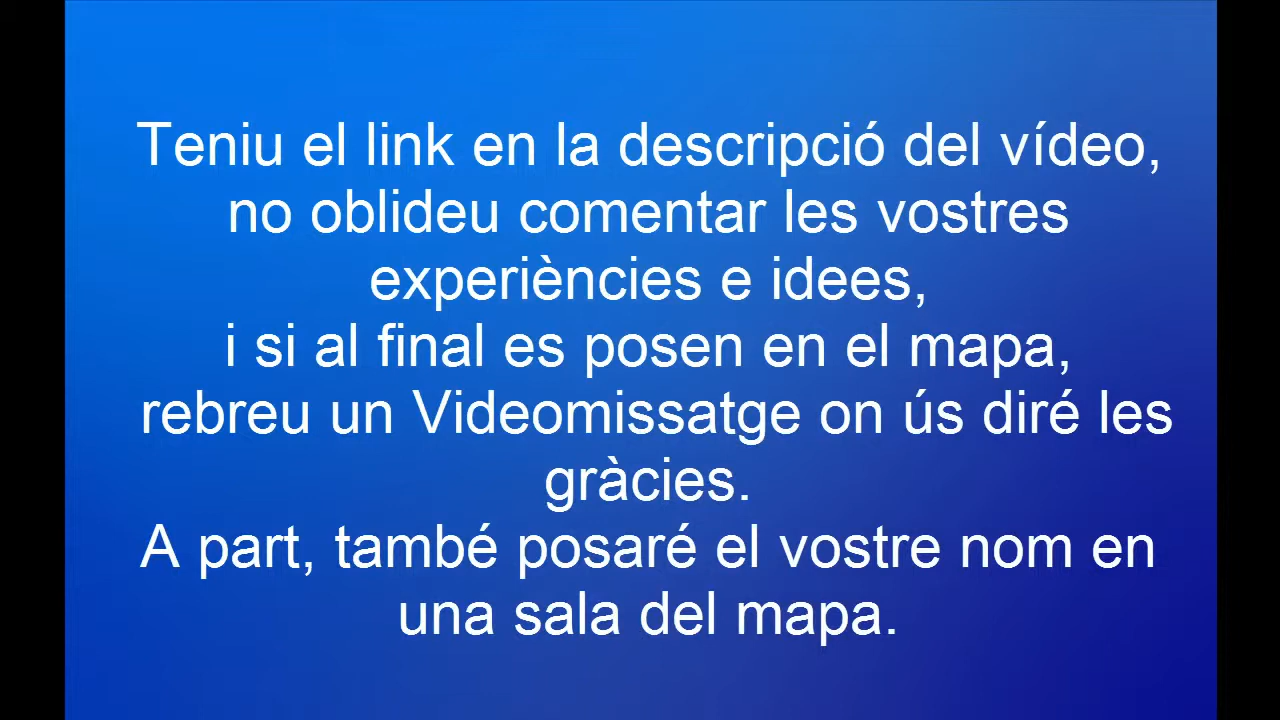 Teniu el link en la descripció del vídeo,
no oblideu comentar les vostres
experiències e idees,
i si al final es posen en el mapa,
rebreu un Videomissatge on ús diré les
gràcies.
A part, també posaré el vostre nom en
una sala del mapa.